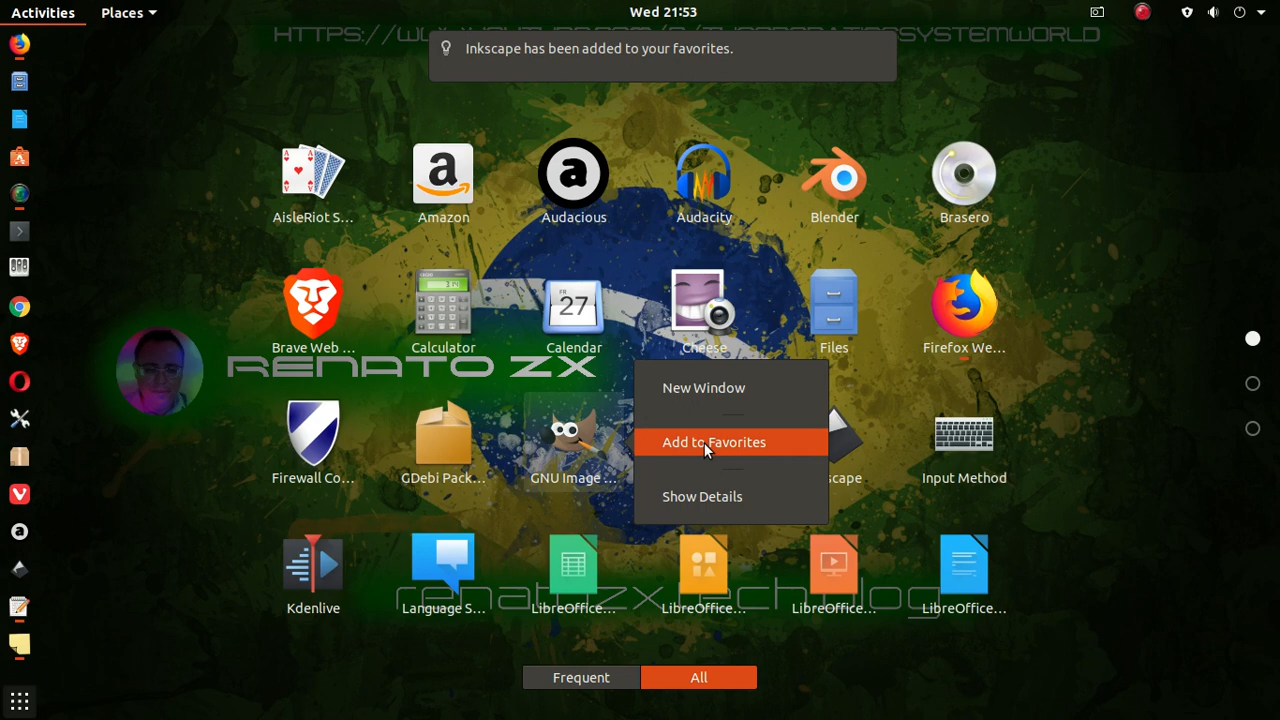 Activities
Places
Wed 21:53
Inkscape has been added to your favorites.
AisleRiot S...
Amazon
Audacious
Audacity
Blender
Brasero
Brave Web ...
Calculator
Calendar
Cheese
Files
Firefox We...
FR
27
RENATO ZX
New Window
Add to Favorites
Show Details
Firewall Co...
GDebi Pack...
GNU Image ...
scape
Input Method
Kdenlive
Language S...
LibreOffice...
LibreOffice...
LibreOffice...
LibreOffice...
Frequent
All